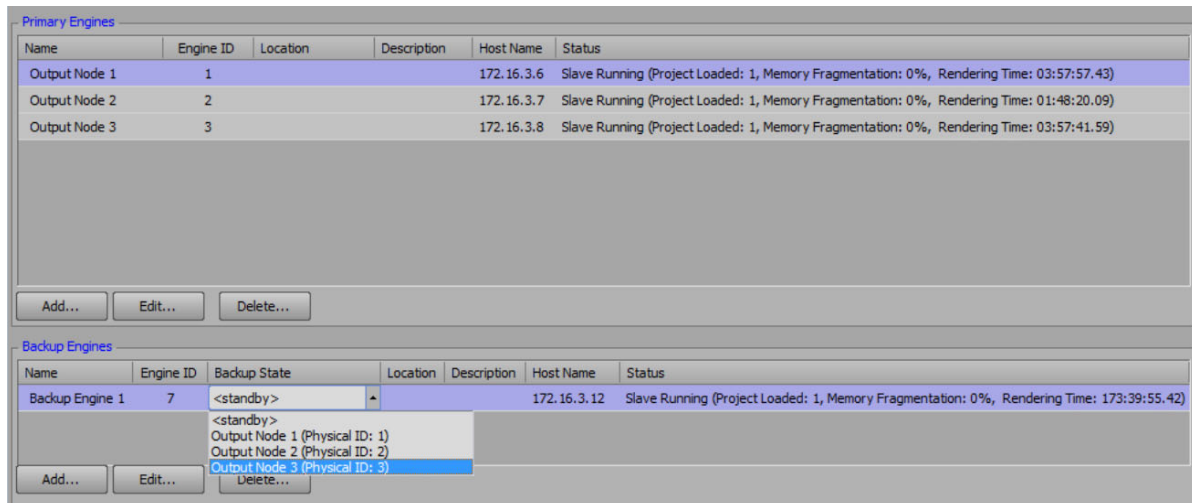 Primary Engines
Name Engine ID Location Description Host Name Status
Output Node 1 1 172.16.3.6 Slave Running (Project Loaded: 1, Memory Fragmentation: 0%, Rendering Time: 03:57:57.43)
Output Node 2 2 172.16.3.7 Slave Running (Project Loaded: 1, Memory Fragmentation: 0%, Rendering Time: 01:48:20.09)
Output Node 3 3 172.16.3.8 Slave Running (Project Loaded: 1, Memory Fragmentation: 0%, Rendering Time: 03:57:41.59)
Add... Edit... Delete...
Backup Engines
Name Engine ID Backup State Location Description Host Name Status
Backup Engine 1 7 <standby> 172.16.3.12 Slave Running (Project Loaded: 1, Memory Fragmentation: 0%, Rendering Time: 173:39:55.42)
<standby>
Output Node 1 (Physical ID: 1)
Output Node 2 (Physical ID: 2)
Output Node 3 (Physical ID: 3)
Add... Edit... Delete...